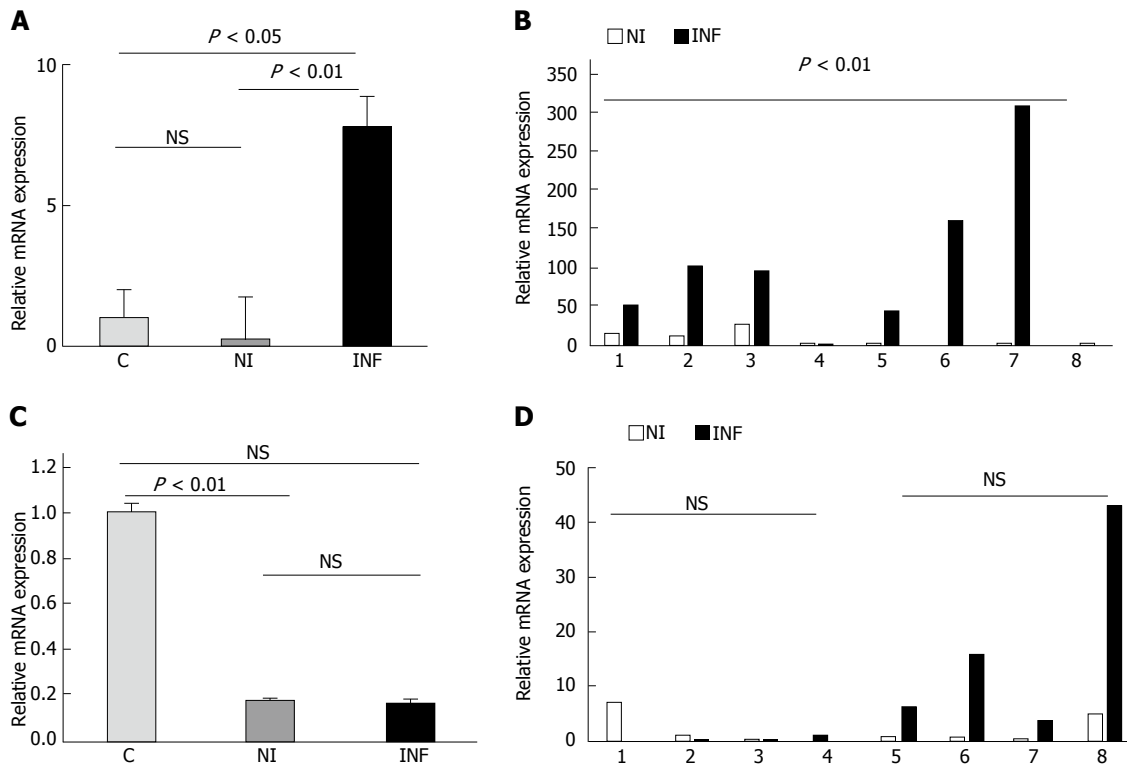 A
P < 0.05
P < 0.01
NS
Relative mRNA expression
10
5
0
C NI INF
B
NI INF
P < 0.01
Relative mRNA expression
350
300
250
200
150
100
50
0
1 2 3 4 5 6 7 8
C
NS
P < 0.01
NS
Relative mRNA expression
1.2
1.0
0.8
0.6
0.4
0.2
0.0
C NI INF
D
NI INF
NS
NS
Relative mRNA expression
50
40
30
20
10
0
1 2 3 4 5 6 7 8